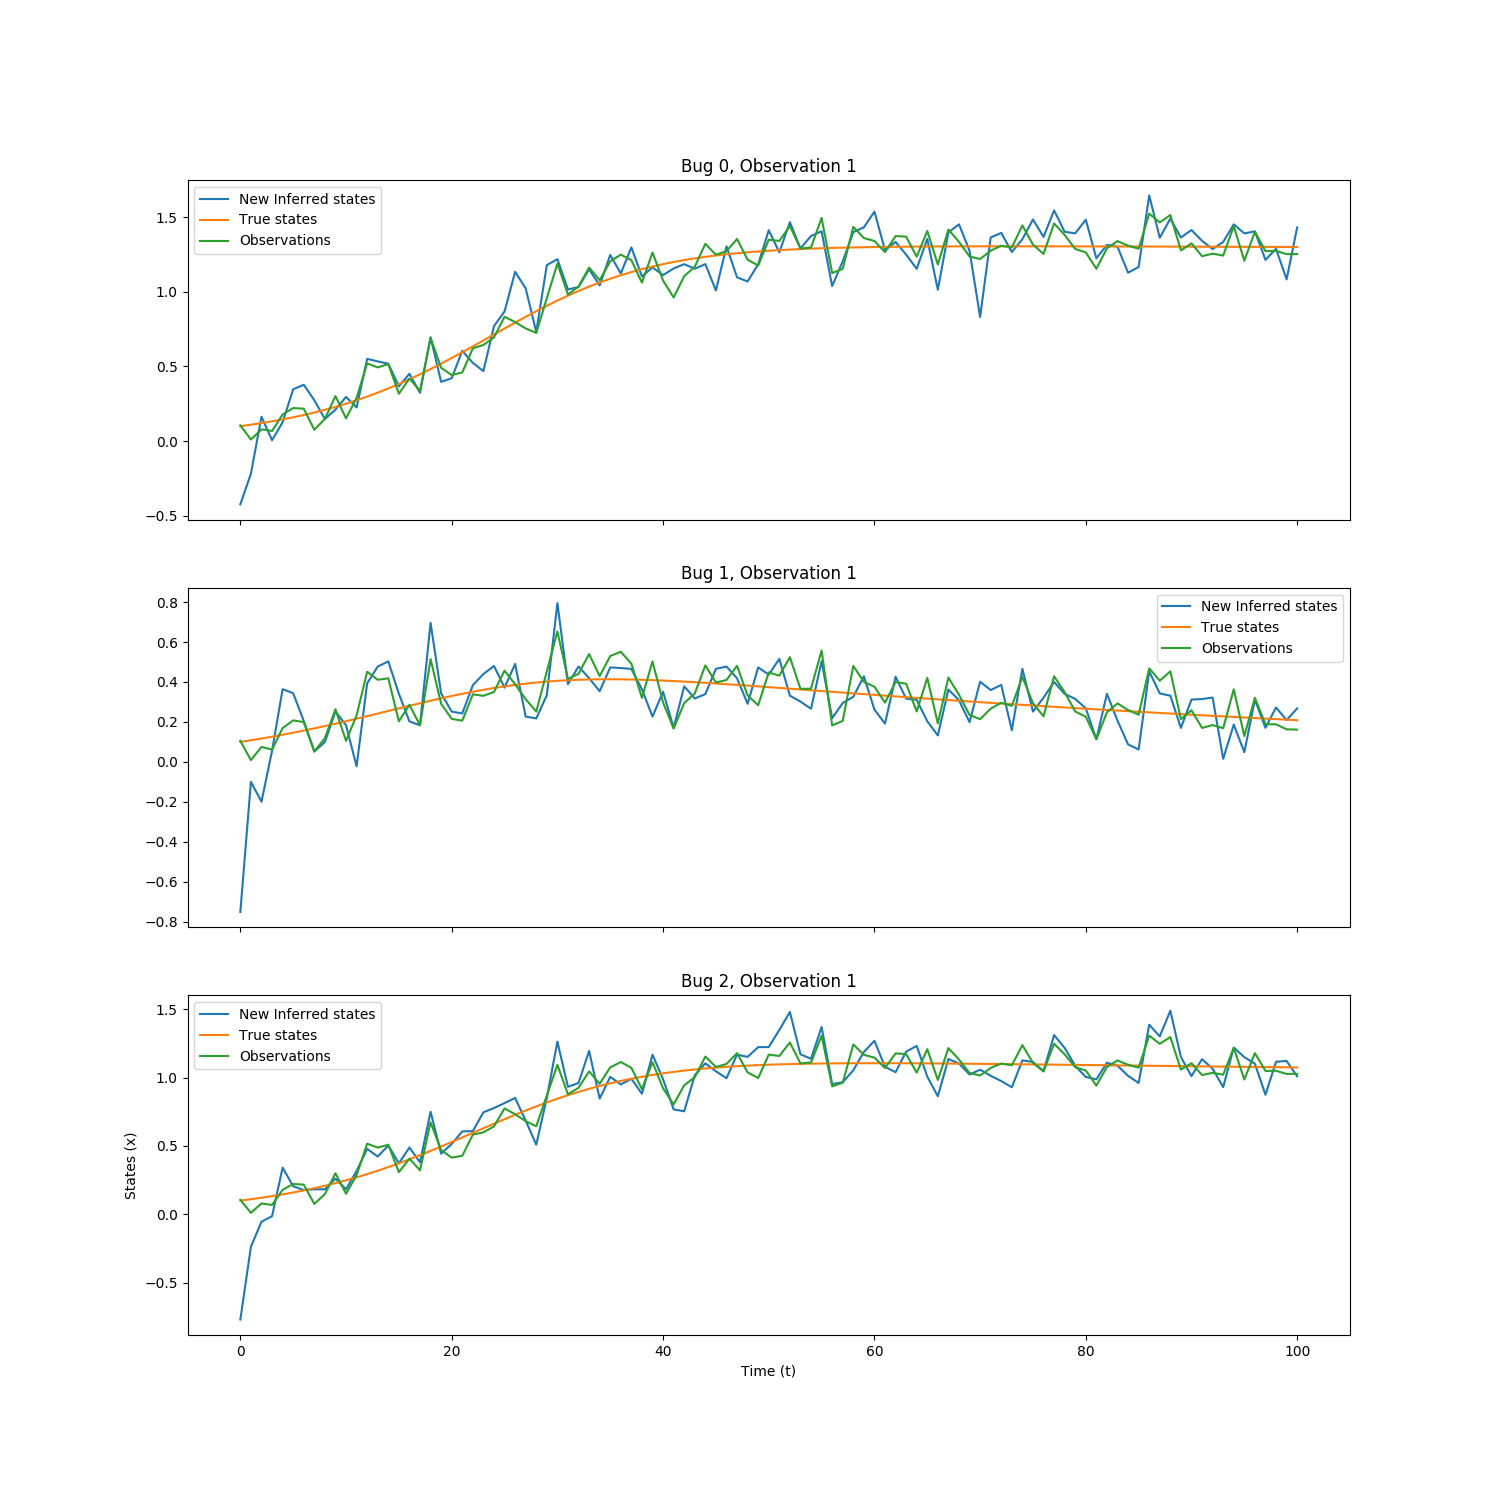 Bug 0, Observation 1
New Inferred states
True states
Observations
1.5
1.0
0.5
0.0
−0.5
Bug 1, Observation 1
New Inferred states
True states
Observations
0.8
0.6
0.4
0.2
0.0
−0.2
−0.4
−0.6
−0.8
Bug 2, Observation 1
New Inferred states
True states
Observations
1.5
1.0
0.5
0.0
−0.5
States (x)
0 20 40 60 80 100
Time (t)